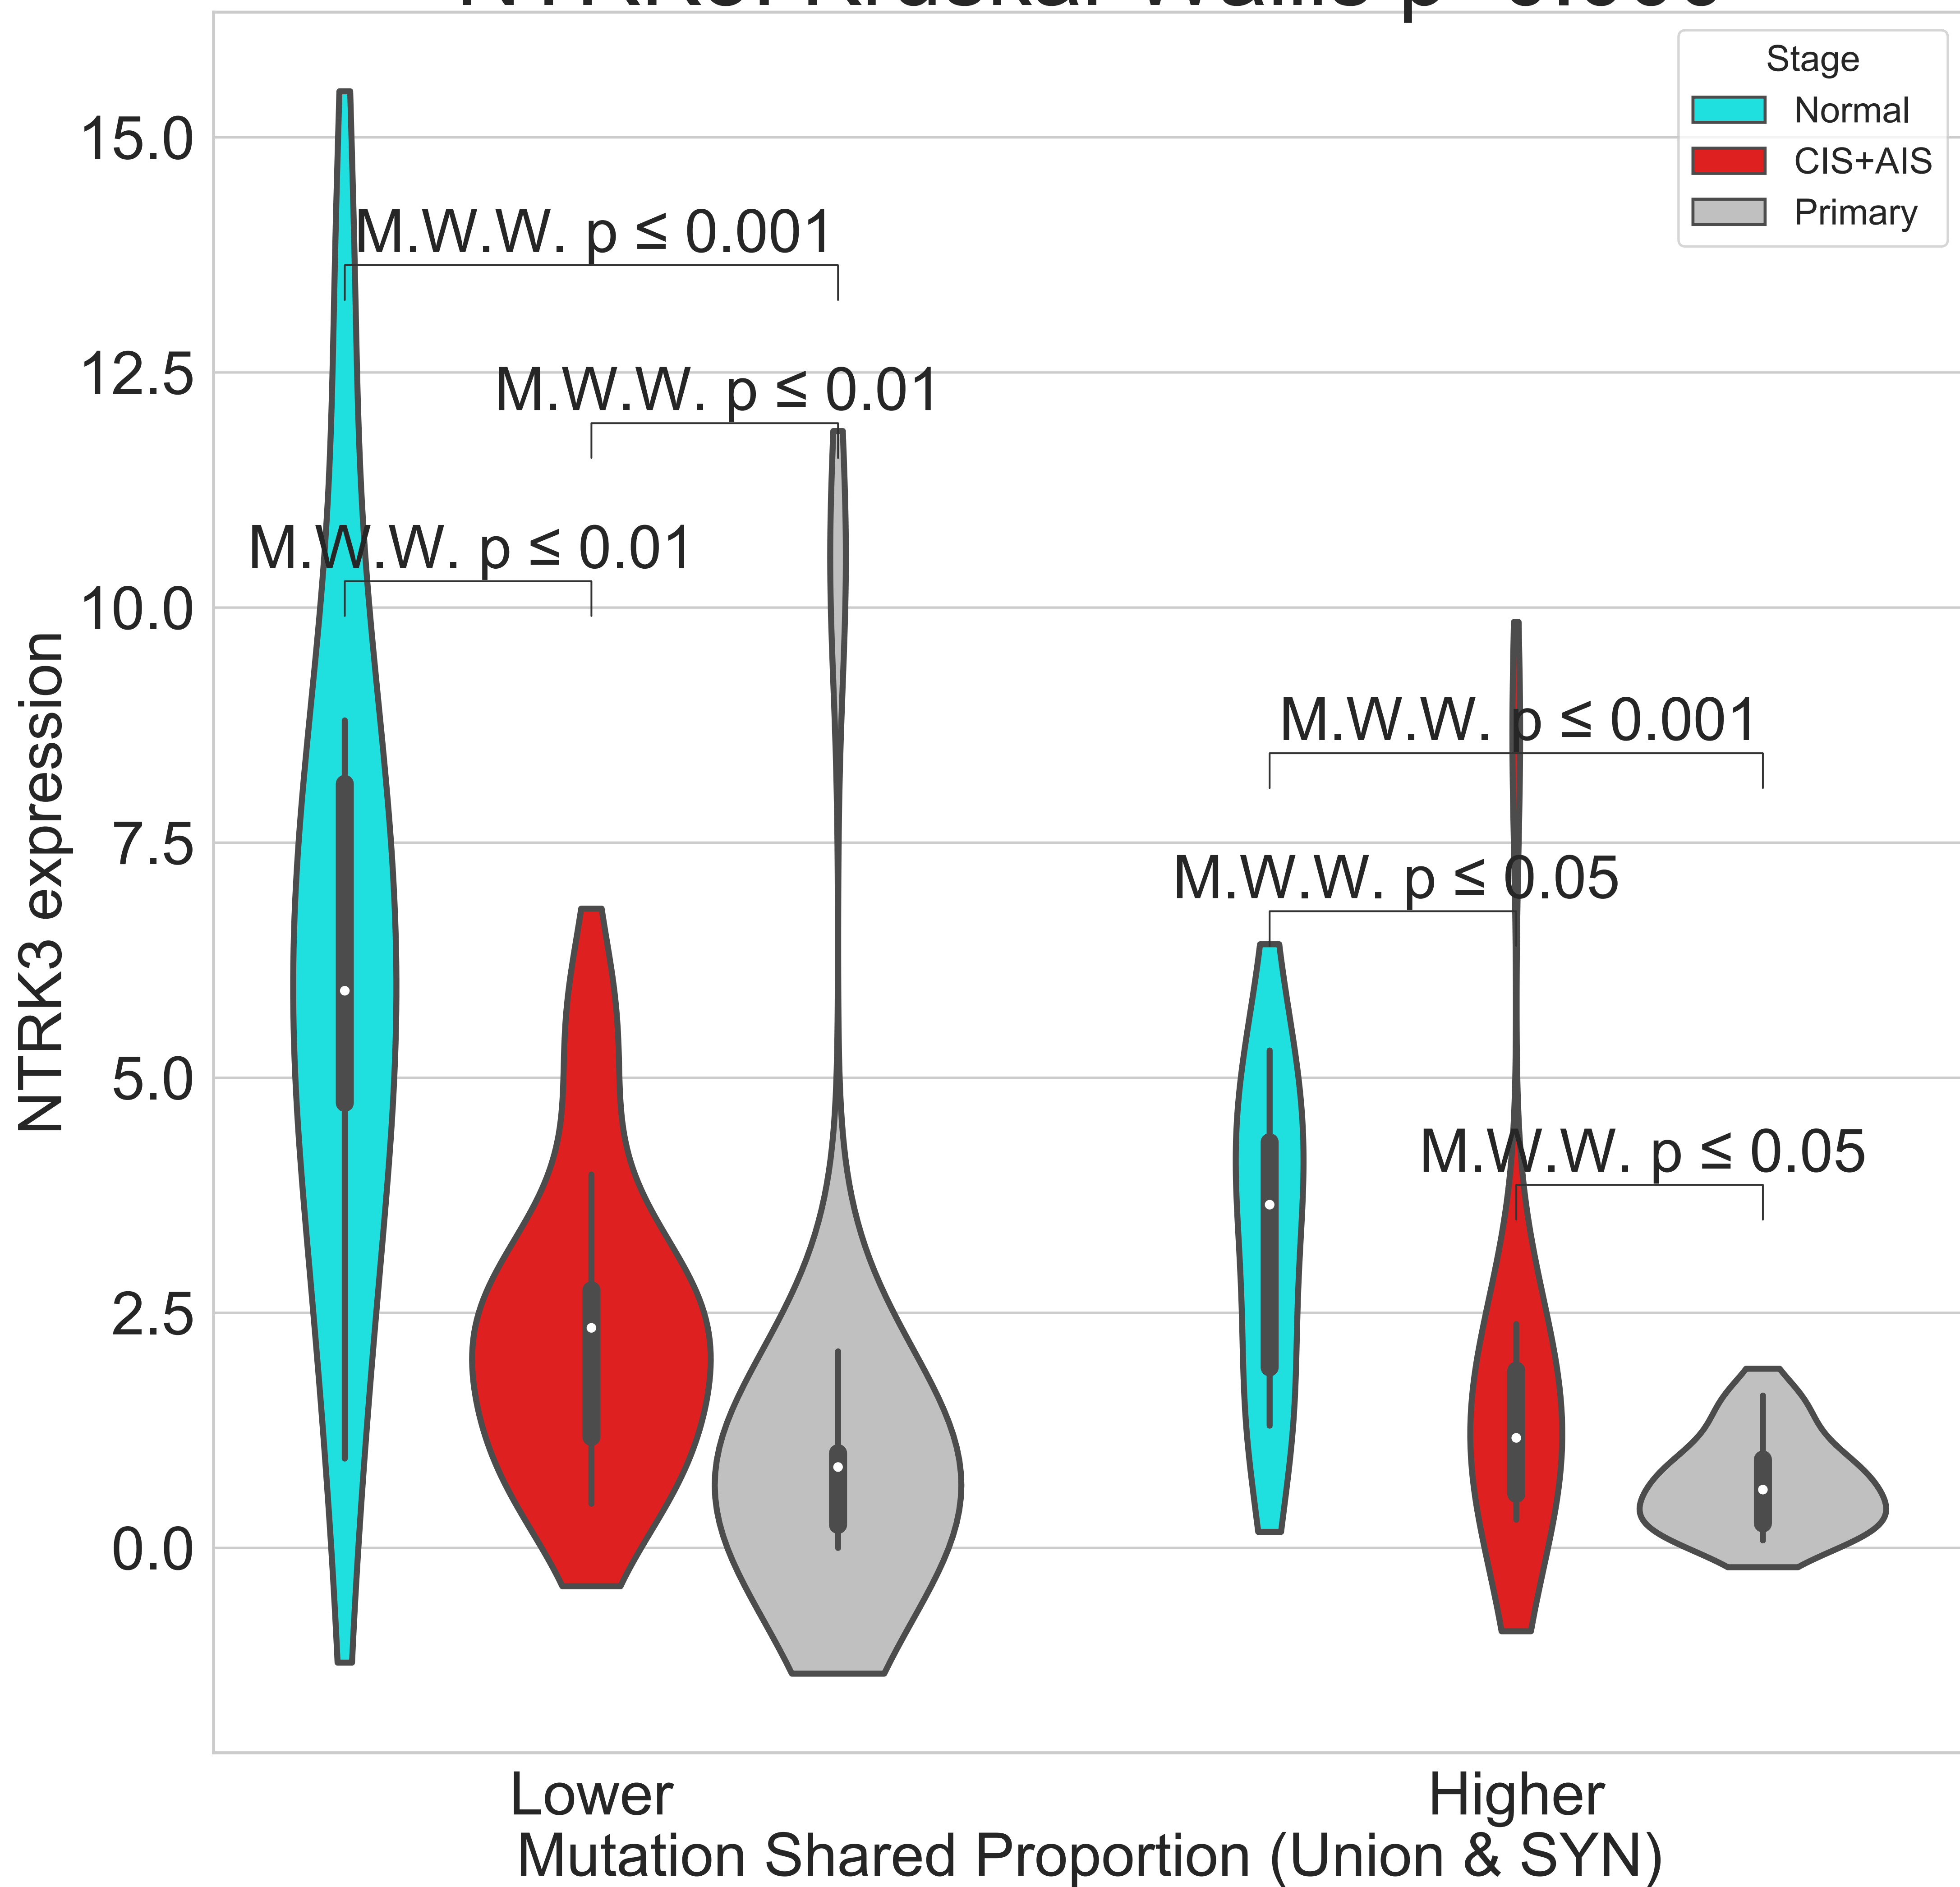 Stage
Normal
CIS+AIS
Primary
15.0
12.5
10.0
7.5
5.0
2.5
0.0
NTRK3 expression
M.W.W. p ≤ 0.001
M.W.W. p ≤ 0.01
M.W.W. p ≤ 0.01
M.W.W. p ≤ 0.001
M.W.W. p ≤ 0.05
M.W.W. p ≤ 0.05
Lower
Higher
Mutation Shared Proportion (Union & SYN)